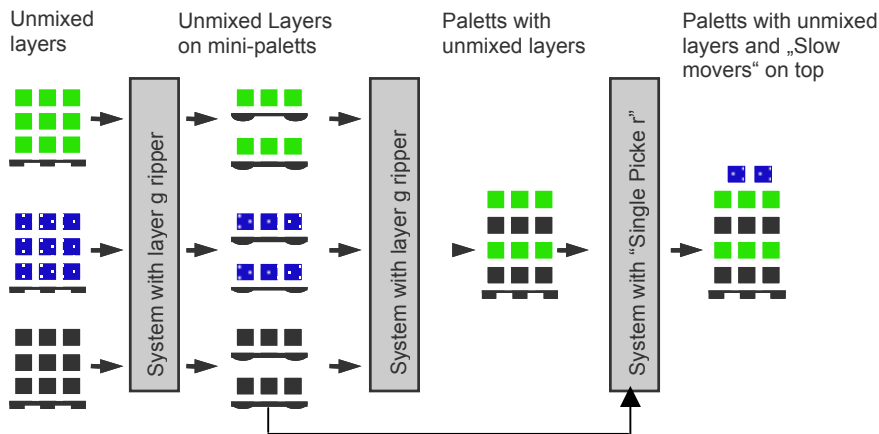 Unmixed
layers
Unmixed Layers
on mini-paletts
Paletts with
unmixed layers
Paletts with unmixed
layers and „Slow
movers“ on top
System with layer g ripper
System with layer g ripper
System with “Single Picke r”